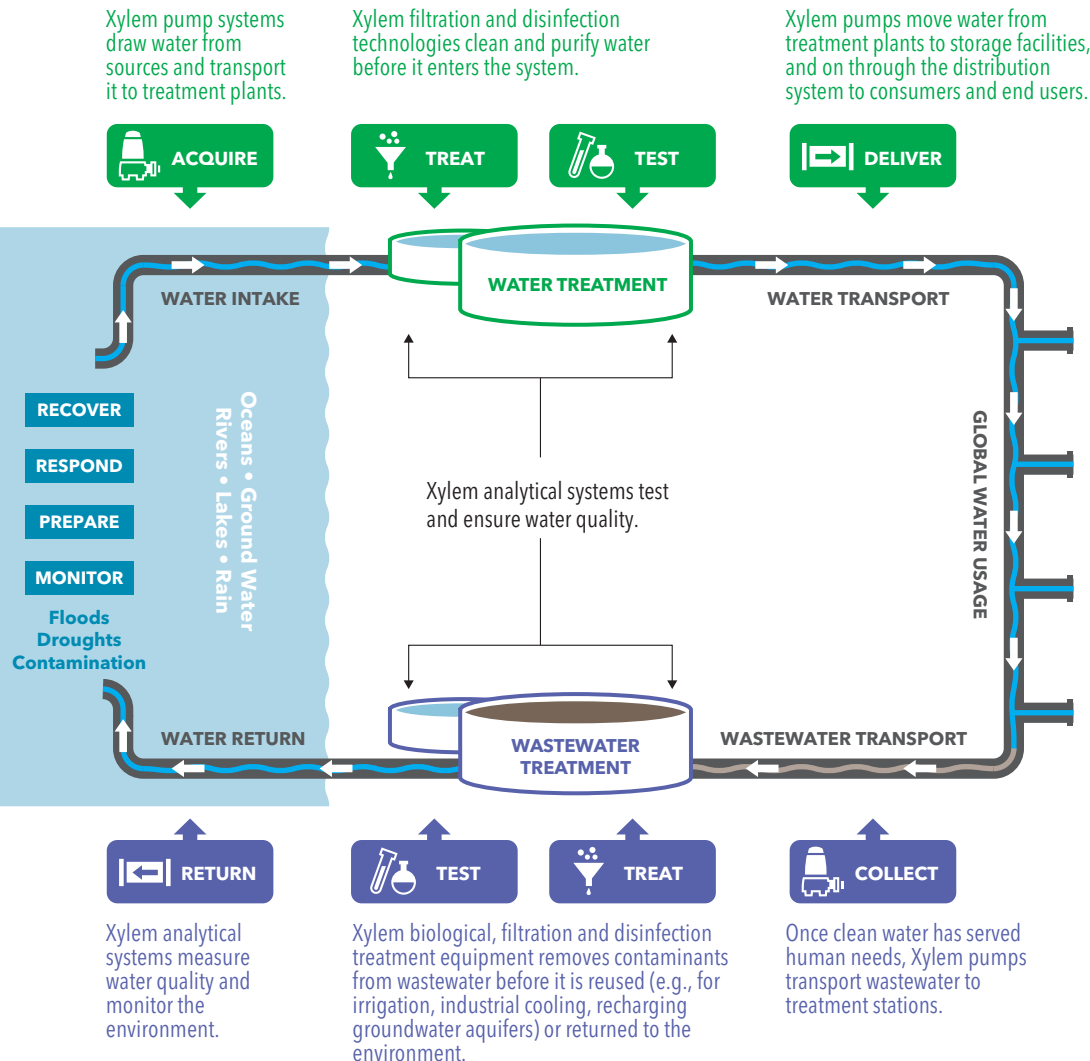 Xylem pump systems
draw water from
sources and transport
it to treatment plants.
Xylem filtration and disinfection
technologies clean and purify water
before it enters the system.
Xylem pumps move water from
treatment plants to storage facilities,
and on through the distribution
system to consumers and end users.
ACQUIRE
TREAT
TEST
DELIVER
WATER INTAKE
WATER TREATMENT
WATER TRANSPORT
RECOVER
RESPOND
PREPARE
MONITOR
Floods
Droughts
Contamination
Oceans • Ground Water
Rivers • Lakes • Rain
Xylem analytical systems test
and ensure water quality.
GLOBAL WATER USAGE
WATER RETURN
WASTEWATER
TREATMENT
WASTEWATER TRANSPORT
RETURN
TEST
TREAT
COLLECT
Xylem analytical
systems measure
water quality and
monitor the
environment.
Xylem biological, filtration and disinfection
treatment equipment removes contaminants
from wastewater before it is reused (e.g., for
irrigation, industrial cooling, recharging
groundwater aquifers) or returned to the
environment.
Once clean water has served
human needs, Xylem pumps
transport wastewater to
treatment stations.